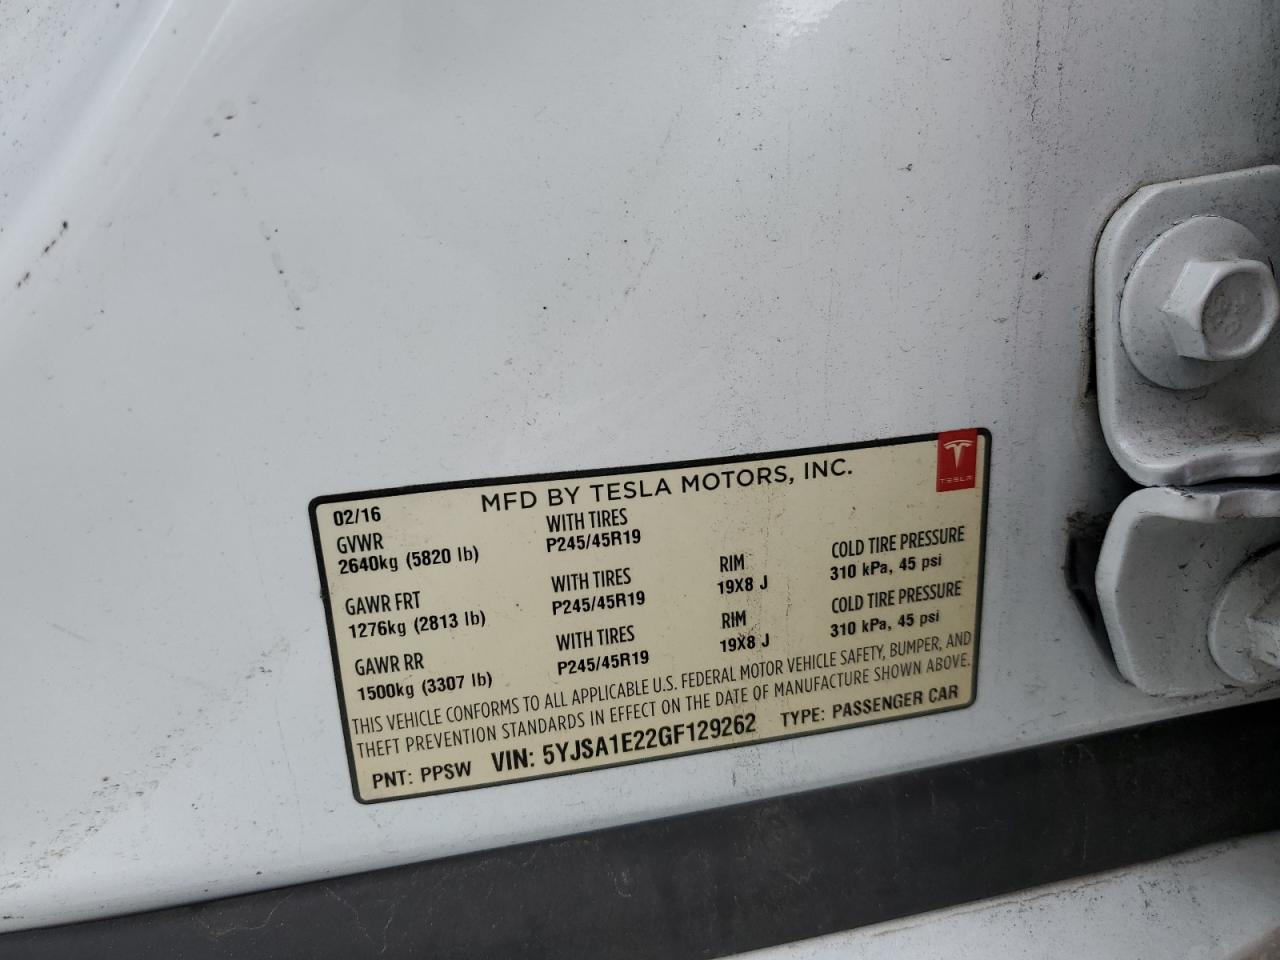 MFD BY TESLA MOTORS, INC.
TESLA
02/16
GVWR
2640kg (5820 lb)
WITH TIRES
P245/45R19
GAWR FRT
1276kg (2813 lb)
WITH TIRES
P245/45R19
RIM
19X8 J
COLD TIRE PRESSURE
310 kPa, 45 psi
GAWR RR
1500kg (3307 lb)
WITH TIRES
P245/45R19
RIM
19X8 J
COLD TIRE PRESSURE
310 kPa, 45 psi
THIS VEHICLE CONFORMS TO ALL APPLICABLE U.S. FEDERAL MOTOR VEHICLE SAFETY, BUMPER, AND
THEFT PREVENTION STANDARDS IN EFFECT ON THE DATE OF MANUFACTURE SHOWN ABOVE.
PNT: PPSW VIN: 5YJSA1E22GF129262 TYPE: PASSENGER CAR